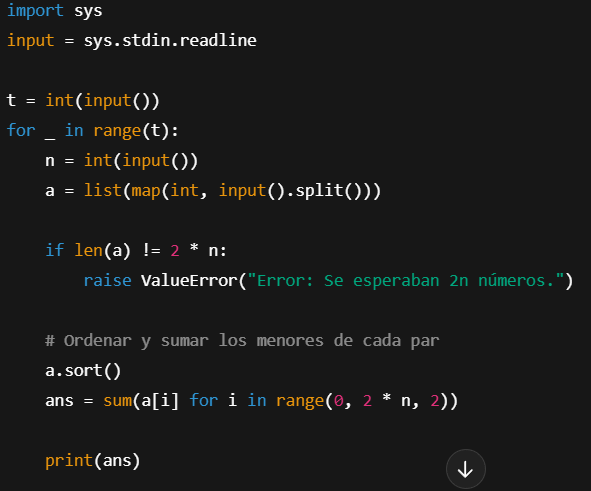 import sys
input = sys.stdin.readline
t = int(input())
for _ in range(t):
    n = int(input())
    a = list(map(int, input().split()))
    if len(a) != 2 * n:
        raise ValueError("Error: Se esperaban 2n números.")
    # Ordenar y sumar los menores de cada par
    a.sort()
    ans = sum(a[i] for i in range(0, 2 * n, 2))
    print(ans)